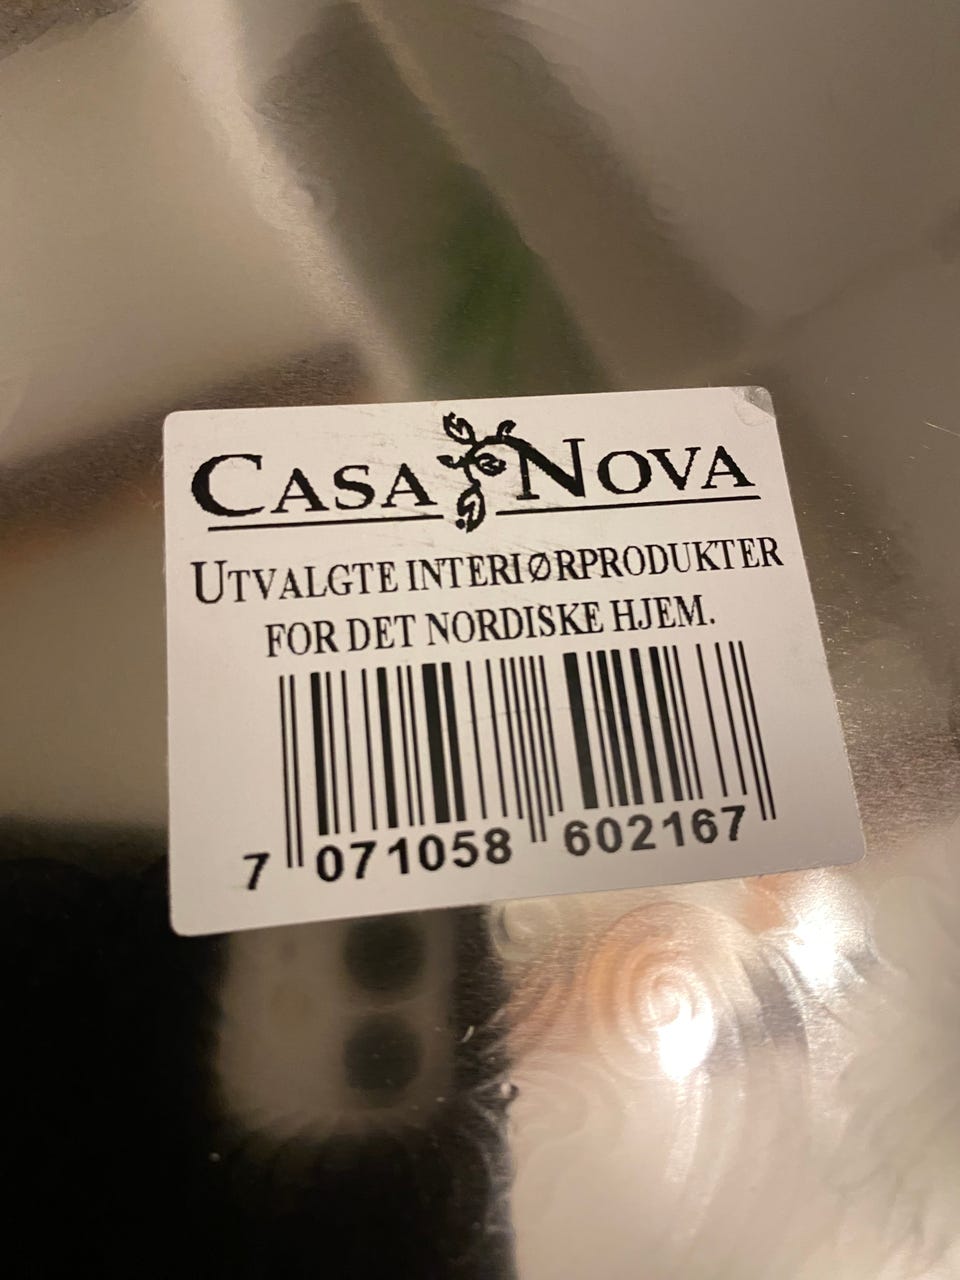 CASA NOVA
UTVALGTE INTERIØRPRODUKTER
FOR DET NORDISKE HJEM.
7 071058 602167